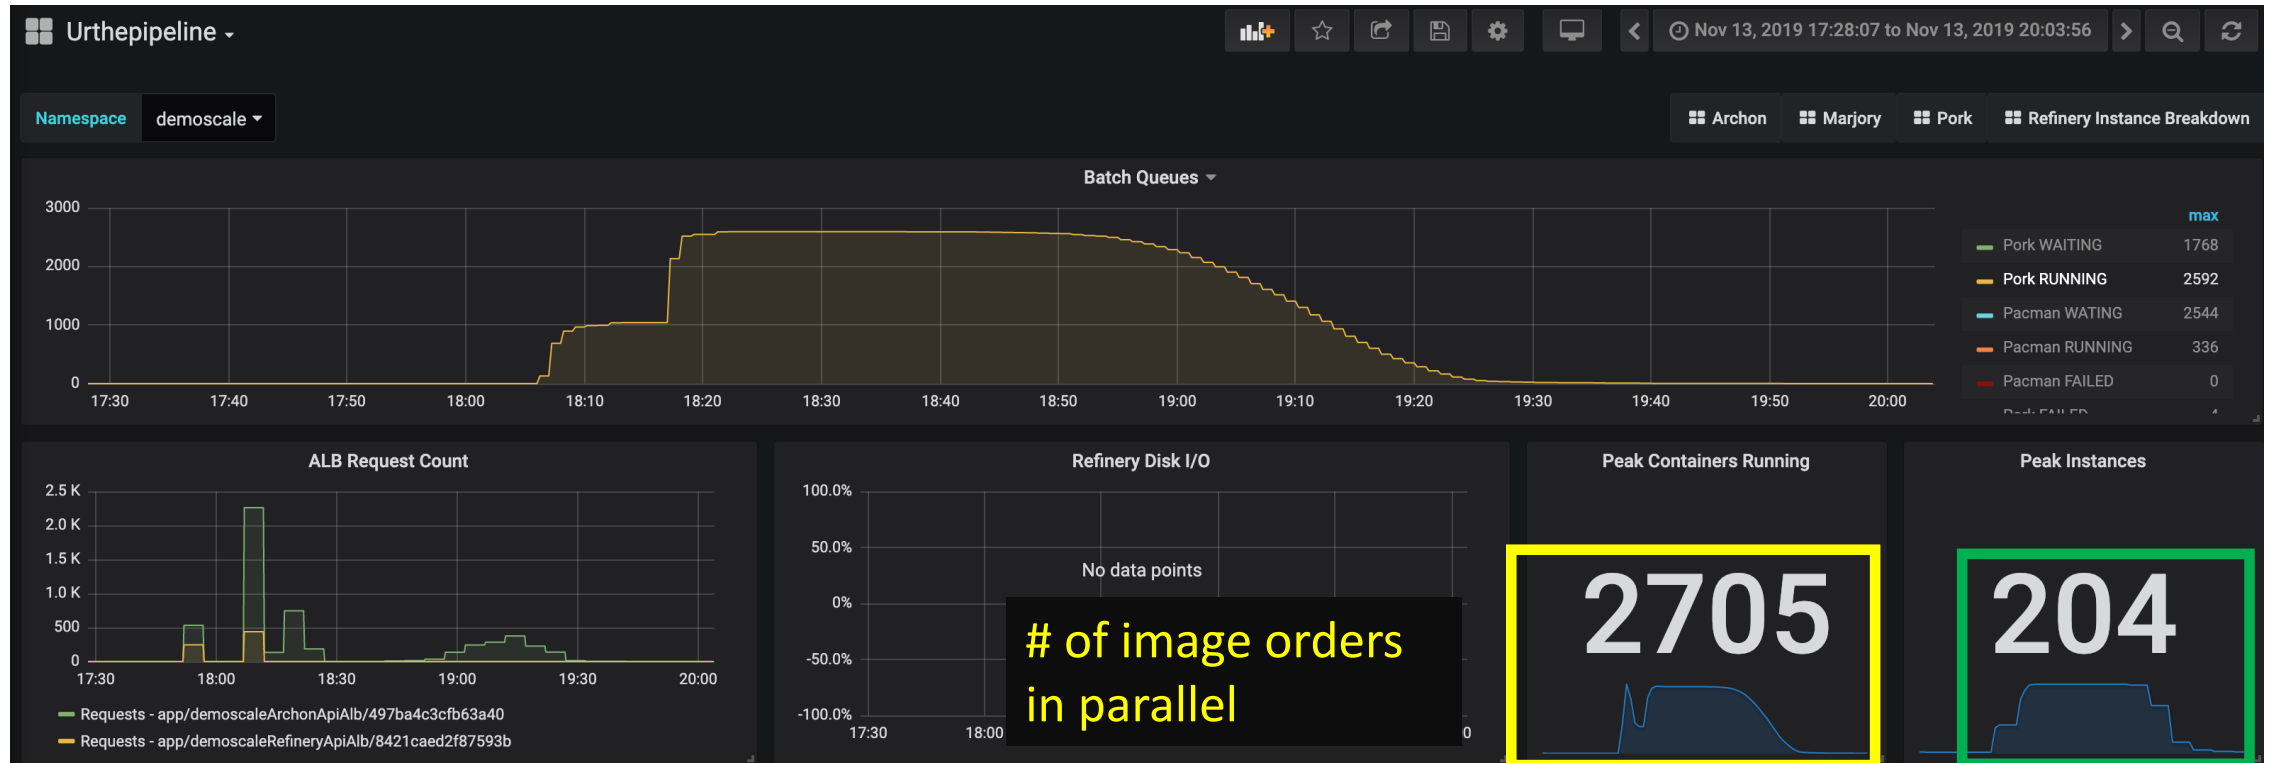 Urthepipeline
Nov 13, 2019 17:28:07 to Nov 13, 2019 20:03:56
Namespace demoscale
Archon Marjory Pork Refinery Instance Breakdown
Batch Queues
3000
2000
1000
0
17:30 17:40 17:50 18:00 18:10 18:20 18:30 18:40 18:50 19:00 19:10 19:20 19:30 19:40 19:50 20:00
max
Pork WAITING 1768
Pork RUNNING 2592
Pacman WATING 2544
Pacman RUNNING 336
Pacman FAILED 0
ALB Request Count
2.5 K
2.0 K
1.5 K
1.0 K
500
0
17:30 18:00 18:30 19:00 19:30 20:00
Requests - app/demoscaleArchonApiAlb/497ba4c3cfb63a40
Requests - app/demoscaleRefineryApiAlb/8421caed2f87593b
Refinery Disk I/O
100.0%
50.0%
0%
-50.0%
-100.0%
No data points
17:30 18:00
# of image orders
in parallel
Peak Containers Running
2705
Peak Instances
204